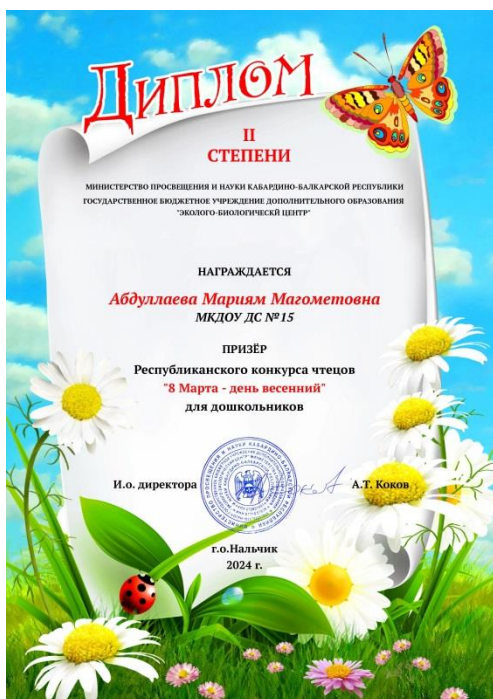 Диплом
II
СТЕПЕНИ
МИНИСТЕРСТВО ПРОСВЕЩЕНИЯ И НАУКИ КАБАРДИНО-БАЛКАРСКОЙ РЕСПУБЛИКИ
ГОСУДАРСТВЕННОЕ БЮДЖЕТНОЕ УЧРЕЖДЕНИЕ ДОПОЛНИТЕЛЬНОГО ОБРАЗОВАНИЯ
"ЭКОЛОГО-БИОЛОГИЧЕСКЙ ЦЕНТР"
НАГРАЖДАЕТСЯ
Абдуллаева Мариям Магометовна
МКДОУ ДС №15
ПРИЗЁР
Республиканского конкурса чтецов
"8 Марта - день весенний"
для дошкольников
И.о. директора А.Т. Коков
г.о.Нальчик
2024 г.